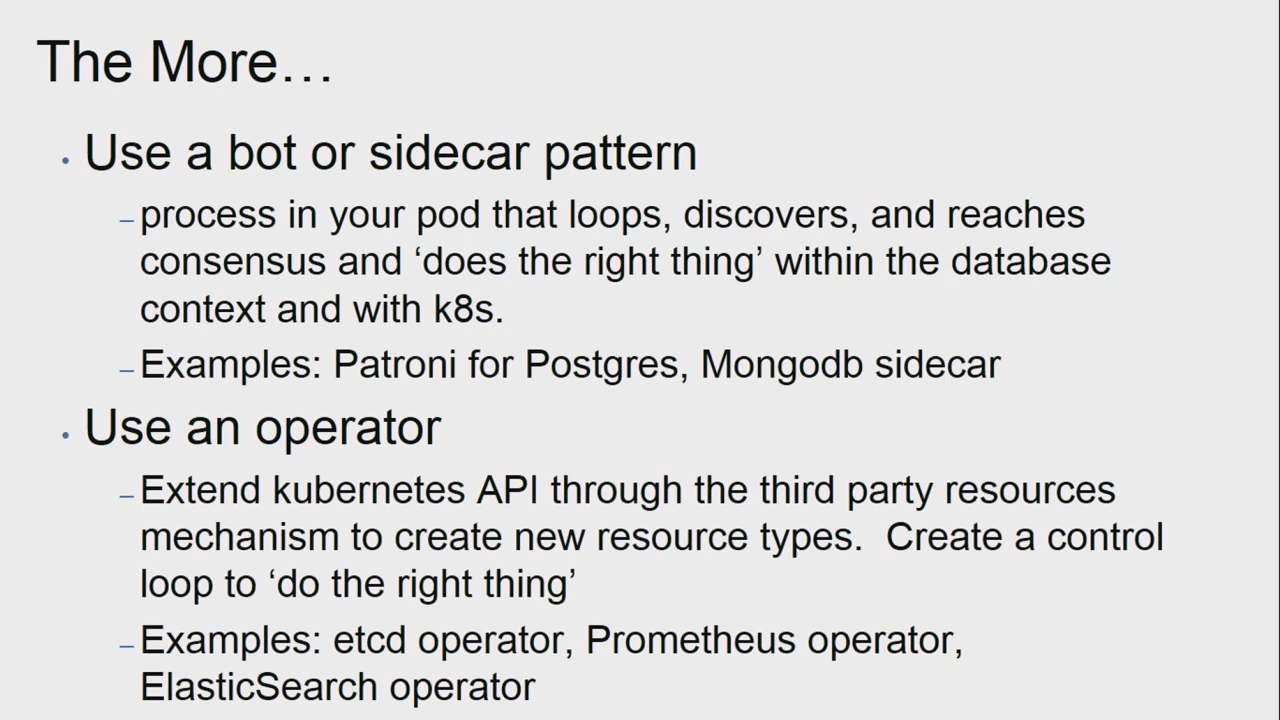 The More…
• Use a bot or sidecar pattern
– process in your pod that loops, discovers, and reaches
consensus and ‘does the right thing’ within the database
context and with k8s.
– Examples: Patroni for Postgres, Mongodb sidecar
• Use an operator
– Extend kubernetes API through the third party resources
mechanism to create new resource types.  Create a control
loop to ‘do the right thing’
– Examples: etcd operator, Prometheus operator,
ElasticSearch operator